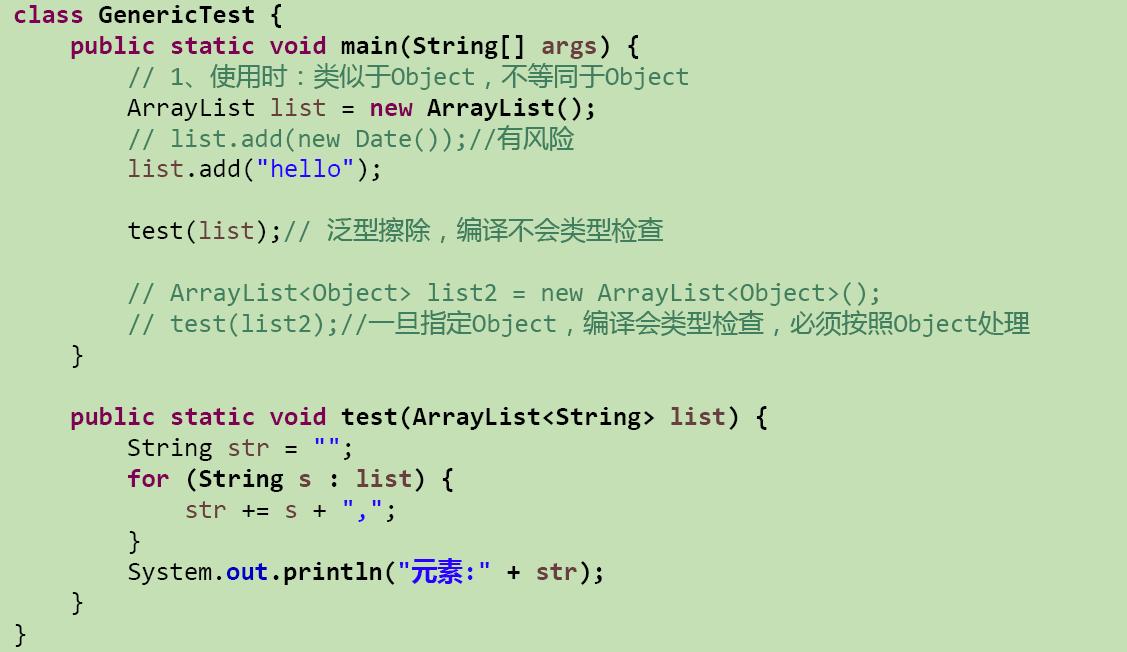 class GenericTest {
    public static void main(String[] args) {
        // 1、使用时：类似于Object，不等同于Object
        ArrayList list = new ArrayList();
        // list.add(new Date());//有风险
        list.add("hello");

        test(list);// 泛型擦除，编译不会类型检查

        // ArrayList<Object> list2 = new ArrayList<Object>();
        // test(list2);//一旦指定Object，编译会类型检查，必须按照Object处理
    }

    public static void test(ArrayList<String> list) {
        String str = "";
        for (String s : list) {
            str += s + ",";
        }
        System.out.println("元素:" + str);
    }
}